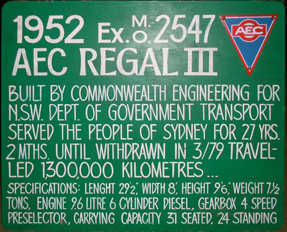 1952 Ex. M.O. 2547
AEC
AEC REGAL III
BUILT BY COMMONWEALTH ENGINEERING FOR
N.S.W. DEPT. OF GOVERNMENT TRANSPORT
SERVED THE PEOPLE OF SYDNEY FOR 27 YRS.
2 MTHS. UNTIL WITHDRAWN IN 3/79 TRAVEL-
LED 1,300,000 KILOMETRES...
SPECIFICATIONS: LENGHT 29'2", WIDTH 8', HEIGHT 9'6", WEIGHT 7½
TONS, ENGINE 9.6 LITRE 6 CYLINDER DIESEL, GEARBOX 4 SPEED
PRESELECTOR, CARRYING CAPACITY 31 SEATED, 24 STANDING